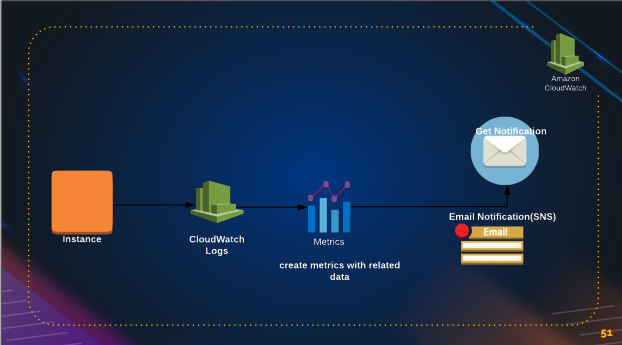 Amazon
CloudWatch
Get Notification
Instance
CloudWatch
Logs
Metrics
create metrics with related
data
Email Notification(SNS)
Email
51